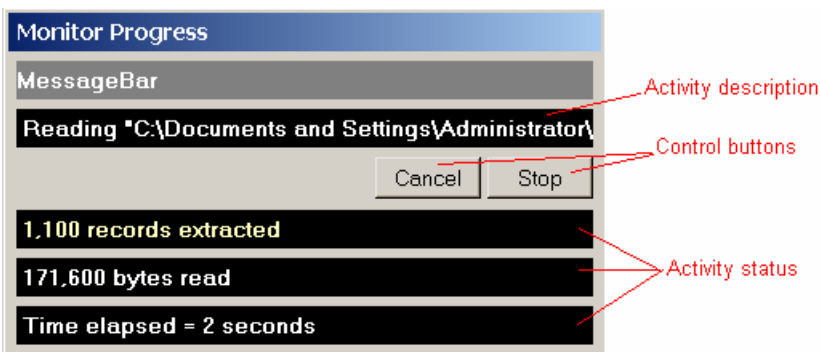 Monitor Progress
MessageBar
Activity description
Reading "C:\Documents and Settings\Administrator\
Control buttons
Cancel Stop
1,100 records extracted
171,600 bytes read
Activity status
Time elapsed = 2 seconds